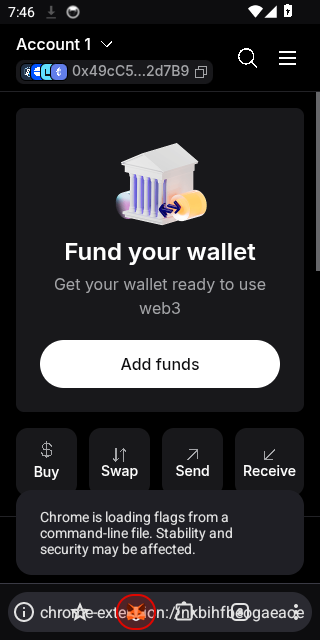 7:46
Account 1
0x49cC5...2d7B9
Fund your wallet
Get your wallet ready to use
web3
Add funds
Buy
Swap
Send
Receive
Chrome is loading flags from a
command-line file. Stability and
security may be affected.